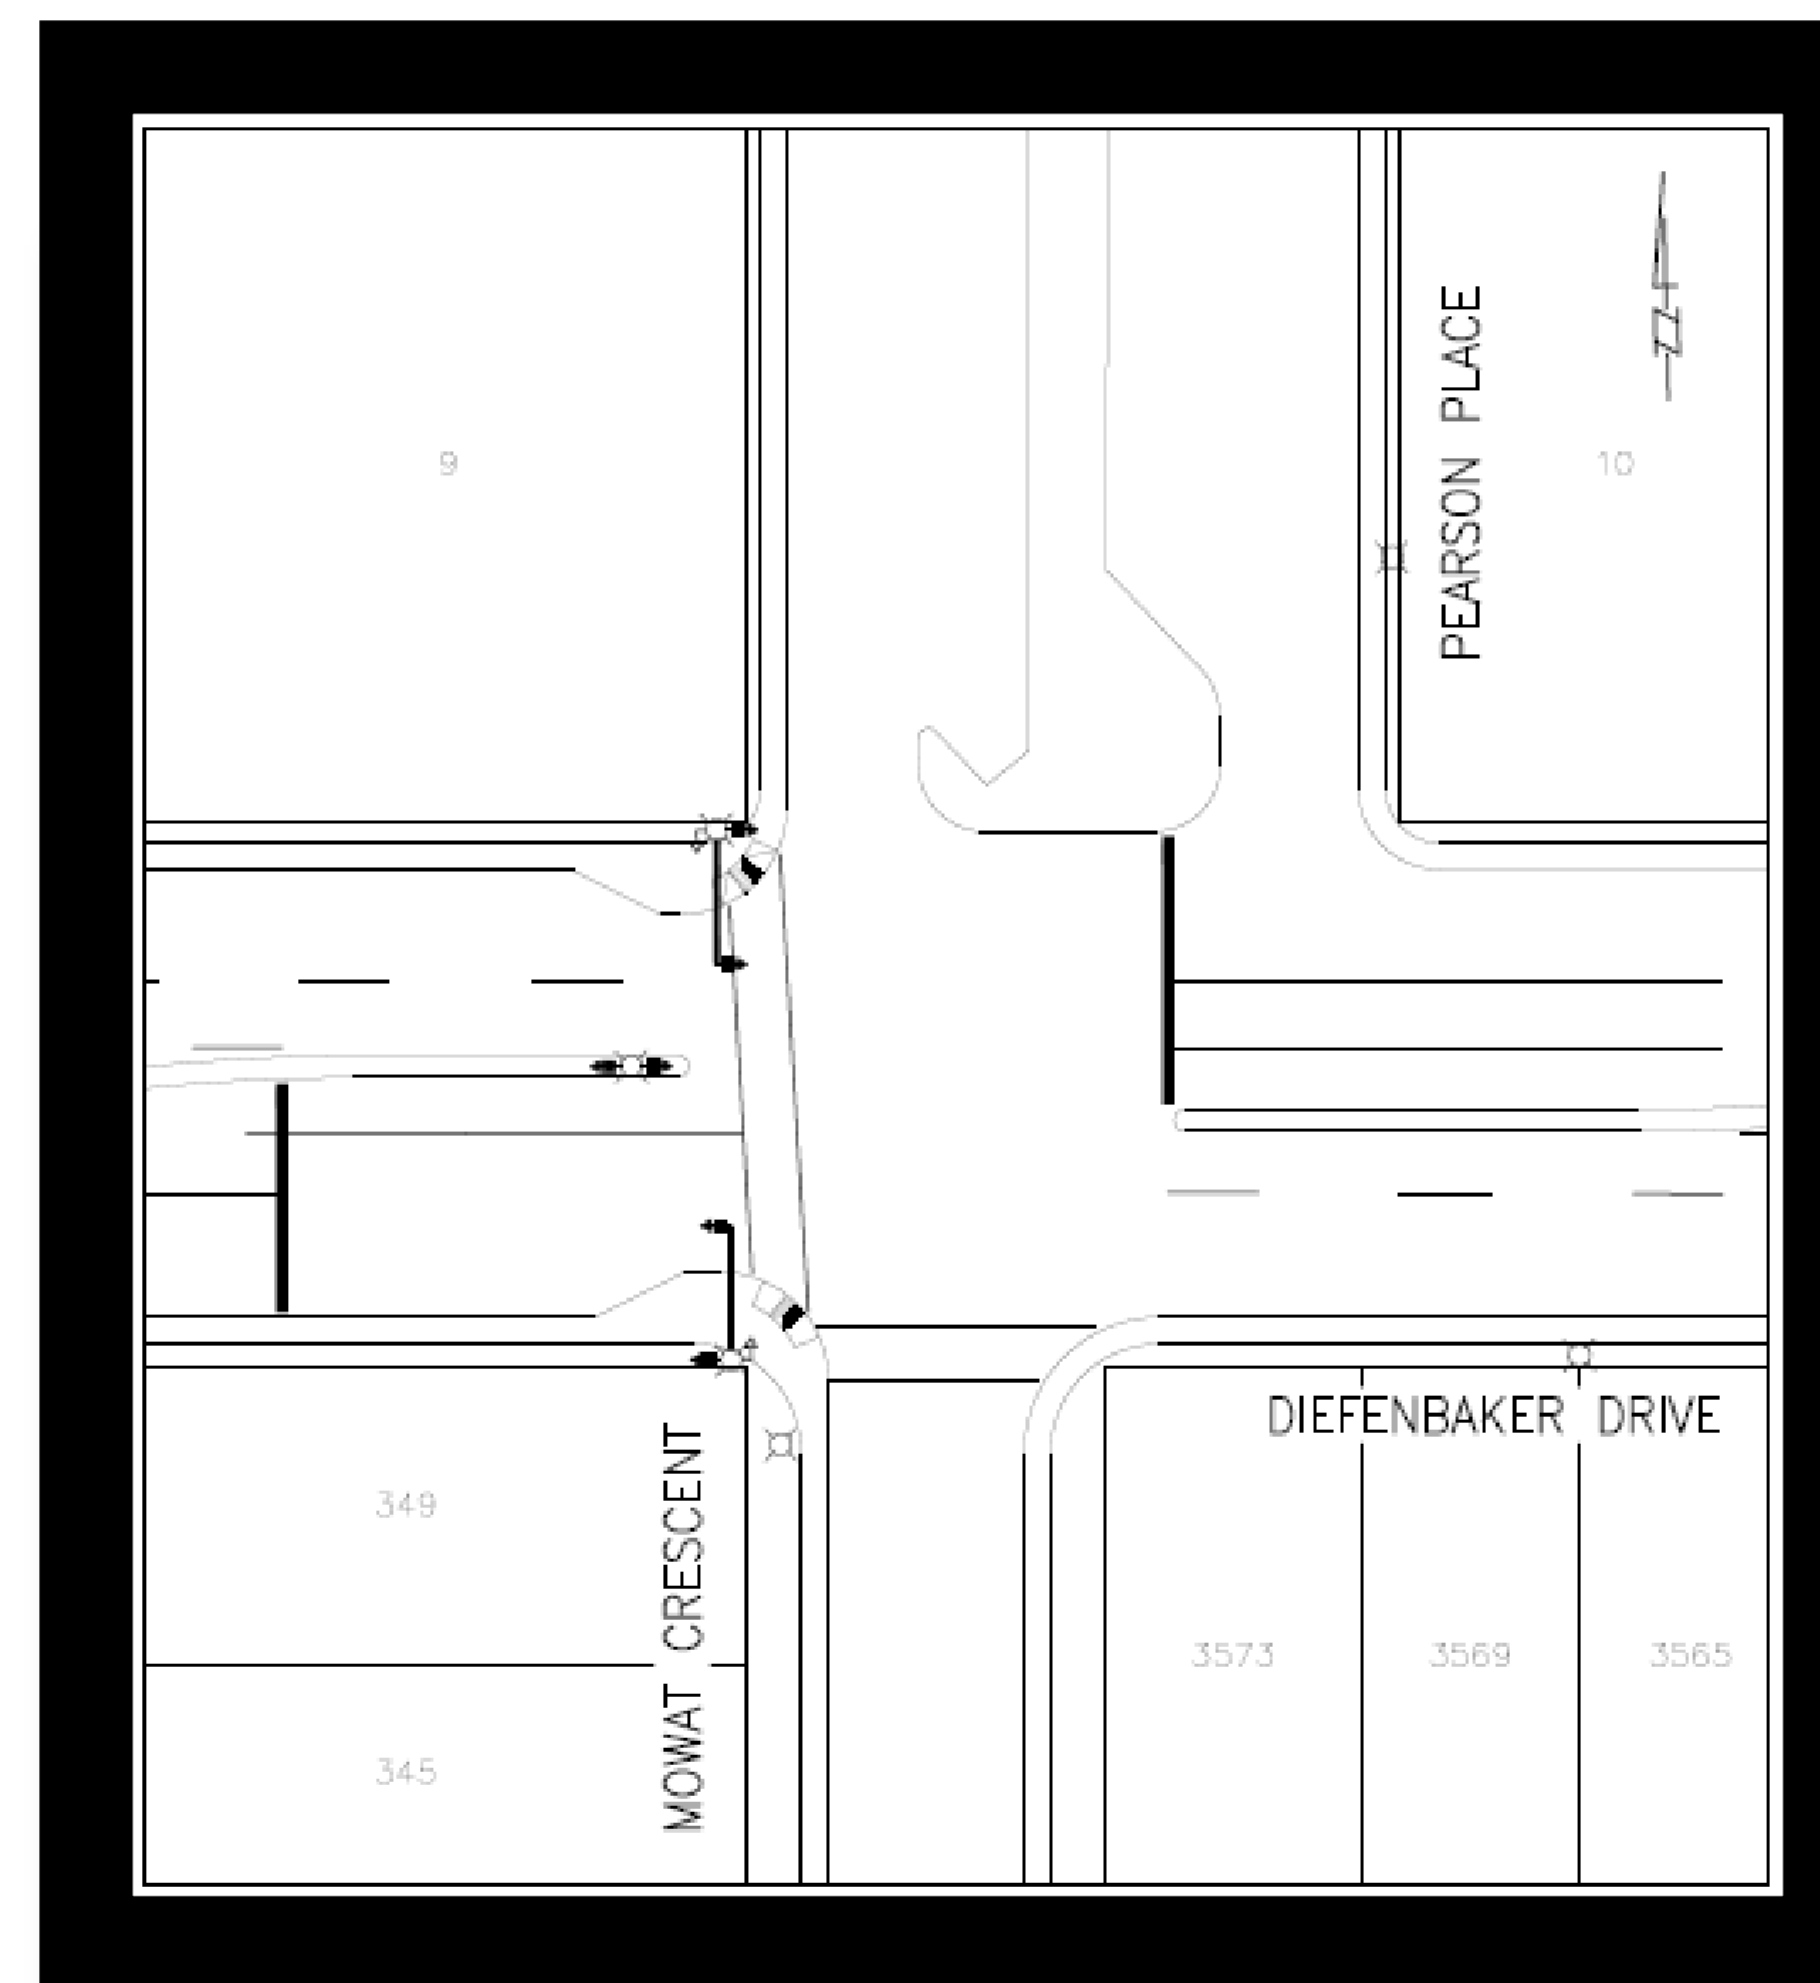 PEARSON PLACE
N
9
10
DIEFENBAKER DRIVE
MOWAT CRESCENT
349
3573
3569
3565
345